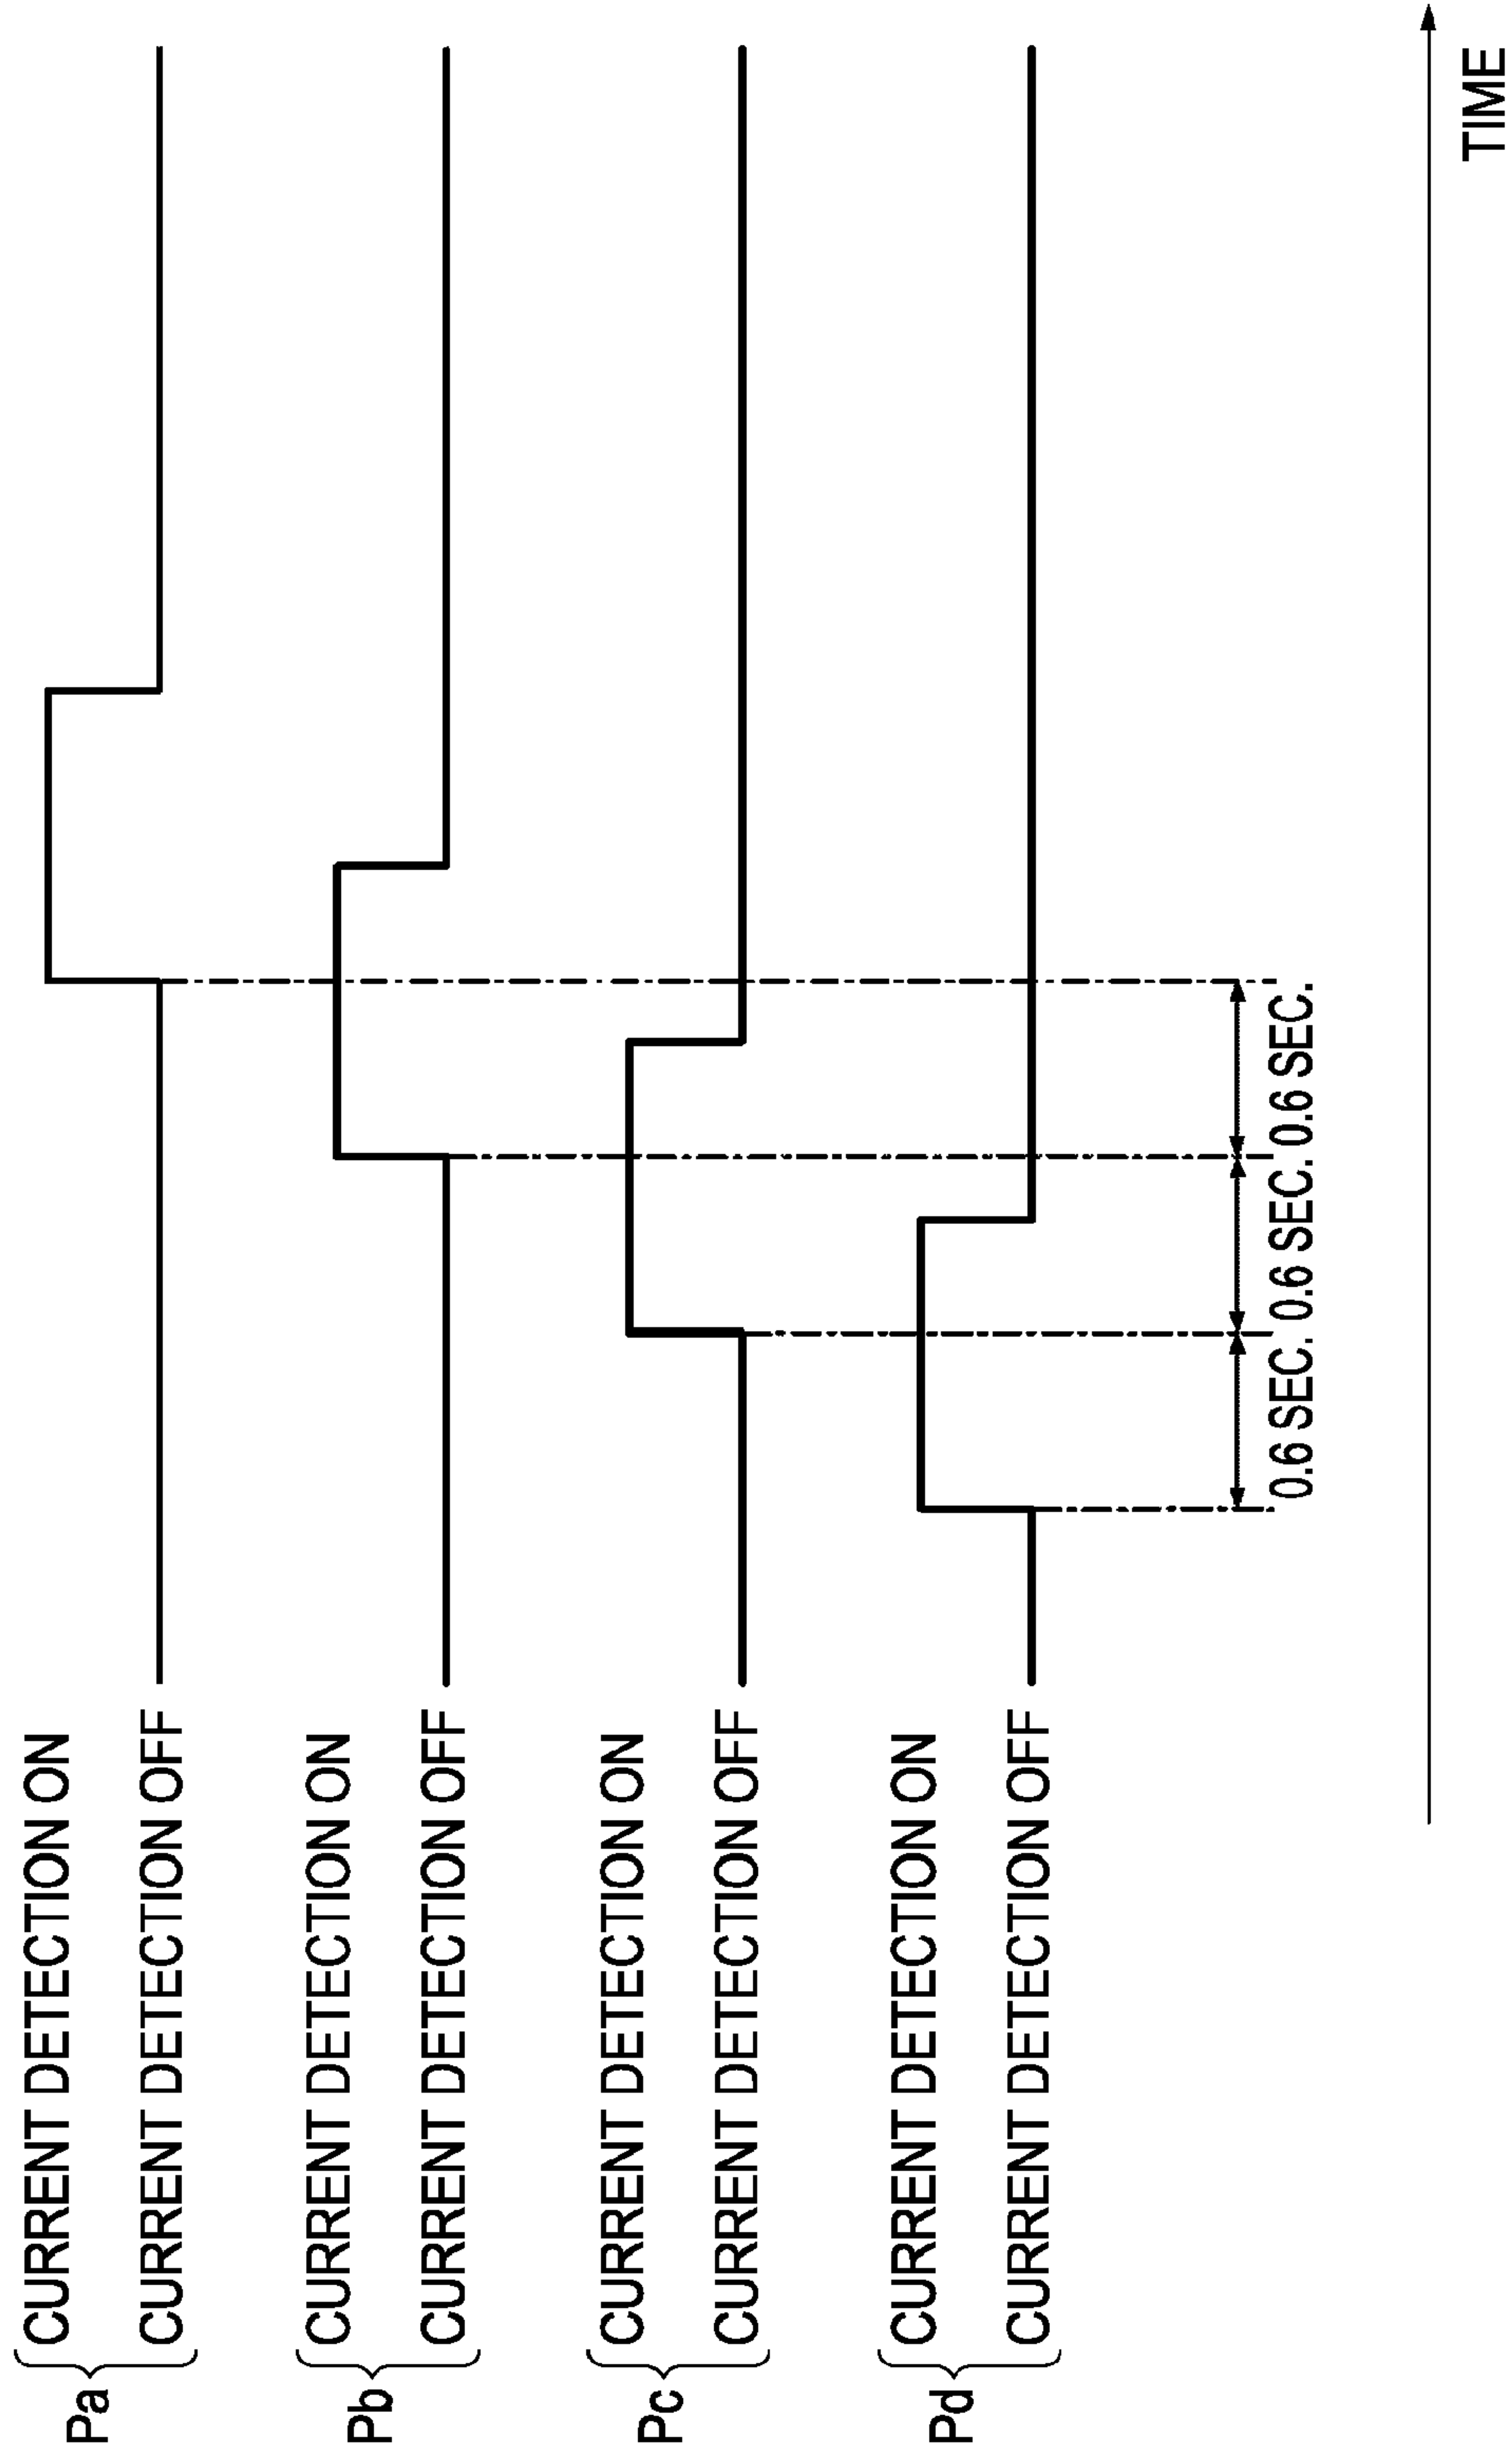 Pa
CURRENT DETECTION ON
CURRENT DETECTION OFF
Pb
CURRENT DETECTION ON
CURRENT DETECTION OFF
Pc
CURRENT DETECTION ON
CURRENT DETECTION OFF
Pd
CURRENT DETECTION ON
CURRENT DETECTION OFF
0.6 SEC. 0.6 SEC. 0.6 SEC.
TIME